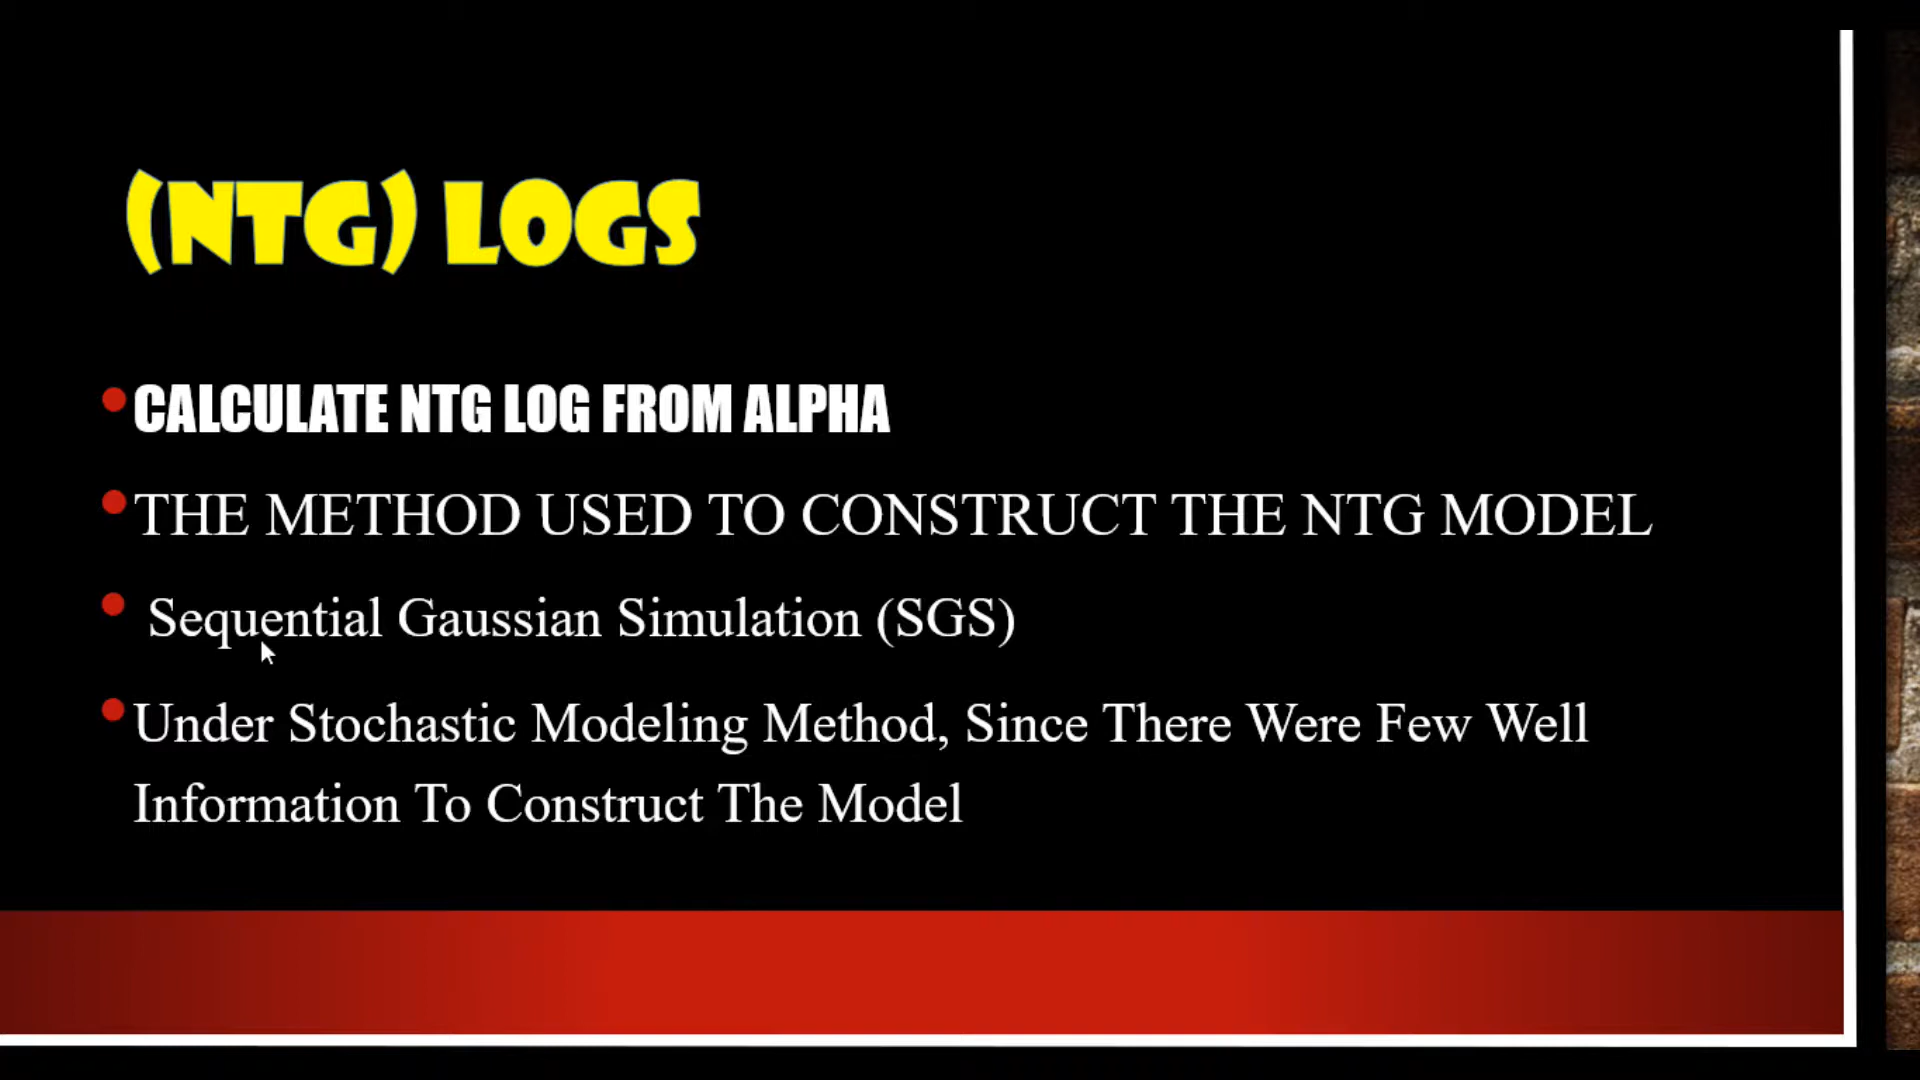 (NTG) LOGS
CALCULATE NTG LOG FROM ALPHA
THE METHOD USED TO CONSTRUCT THE NTG MODEL
Sequential Gaussian Simulation (SGS)
Under Stochastic Modeling Method, Since There Were Few Well
Information To Construct The Model